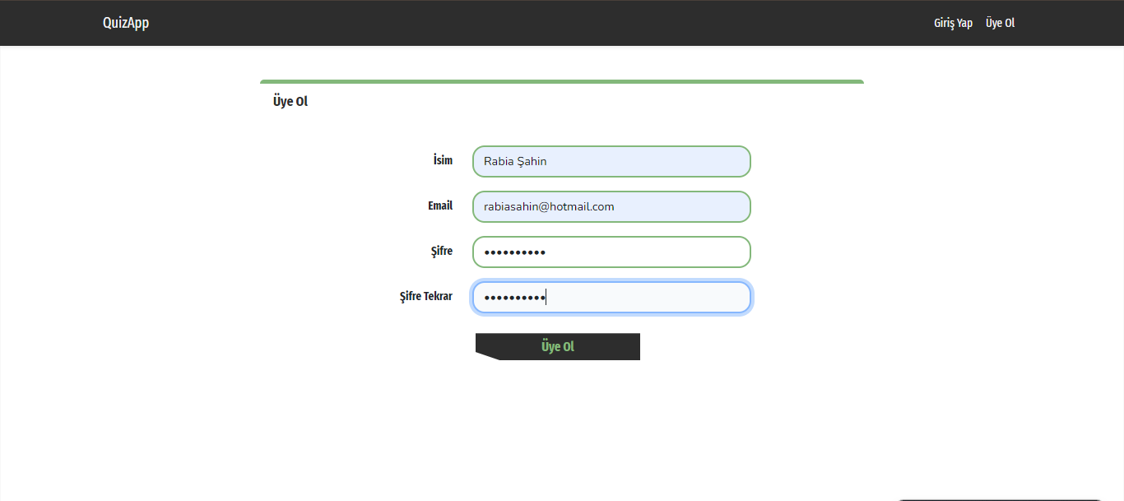 QuizApp Giriş Yap Üye Ol
Üye Ol
İsim Rabia Şahin
Email rabiasahin@hotmail.com
Şifre ••••••••••
Şifre Tekrar ••••••••••
Üye Ol